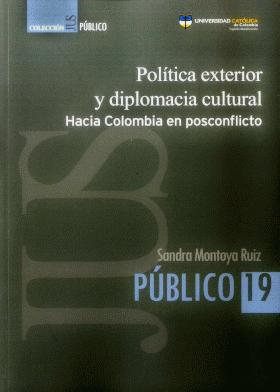 COLECCIÓN JUS PÚBLICO
UNIVERSIDAD CATÓLICA
de Colombia
Política exterior
y diplomacia cultural
Hacia Colombia en posconflicto
JUS
Sandra Montoya Ruiz
PÚBLICO 19